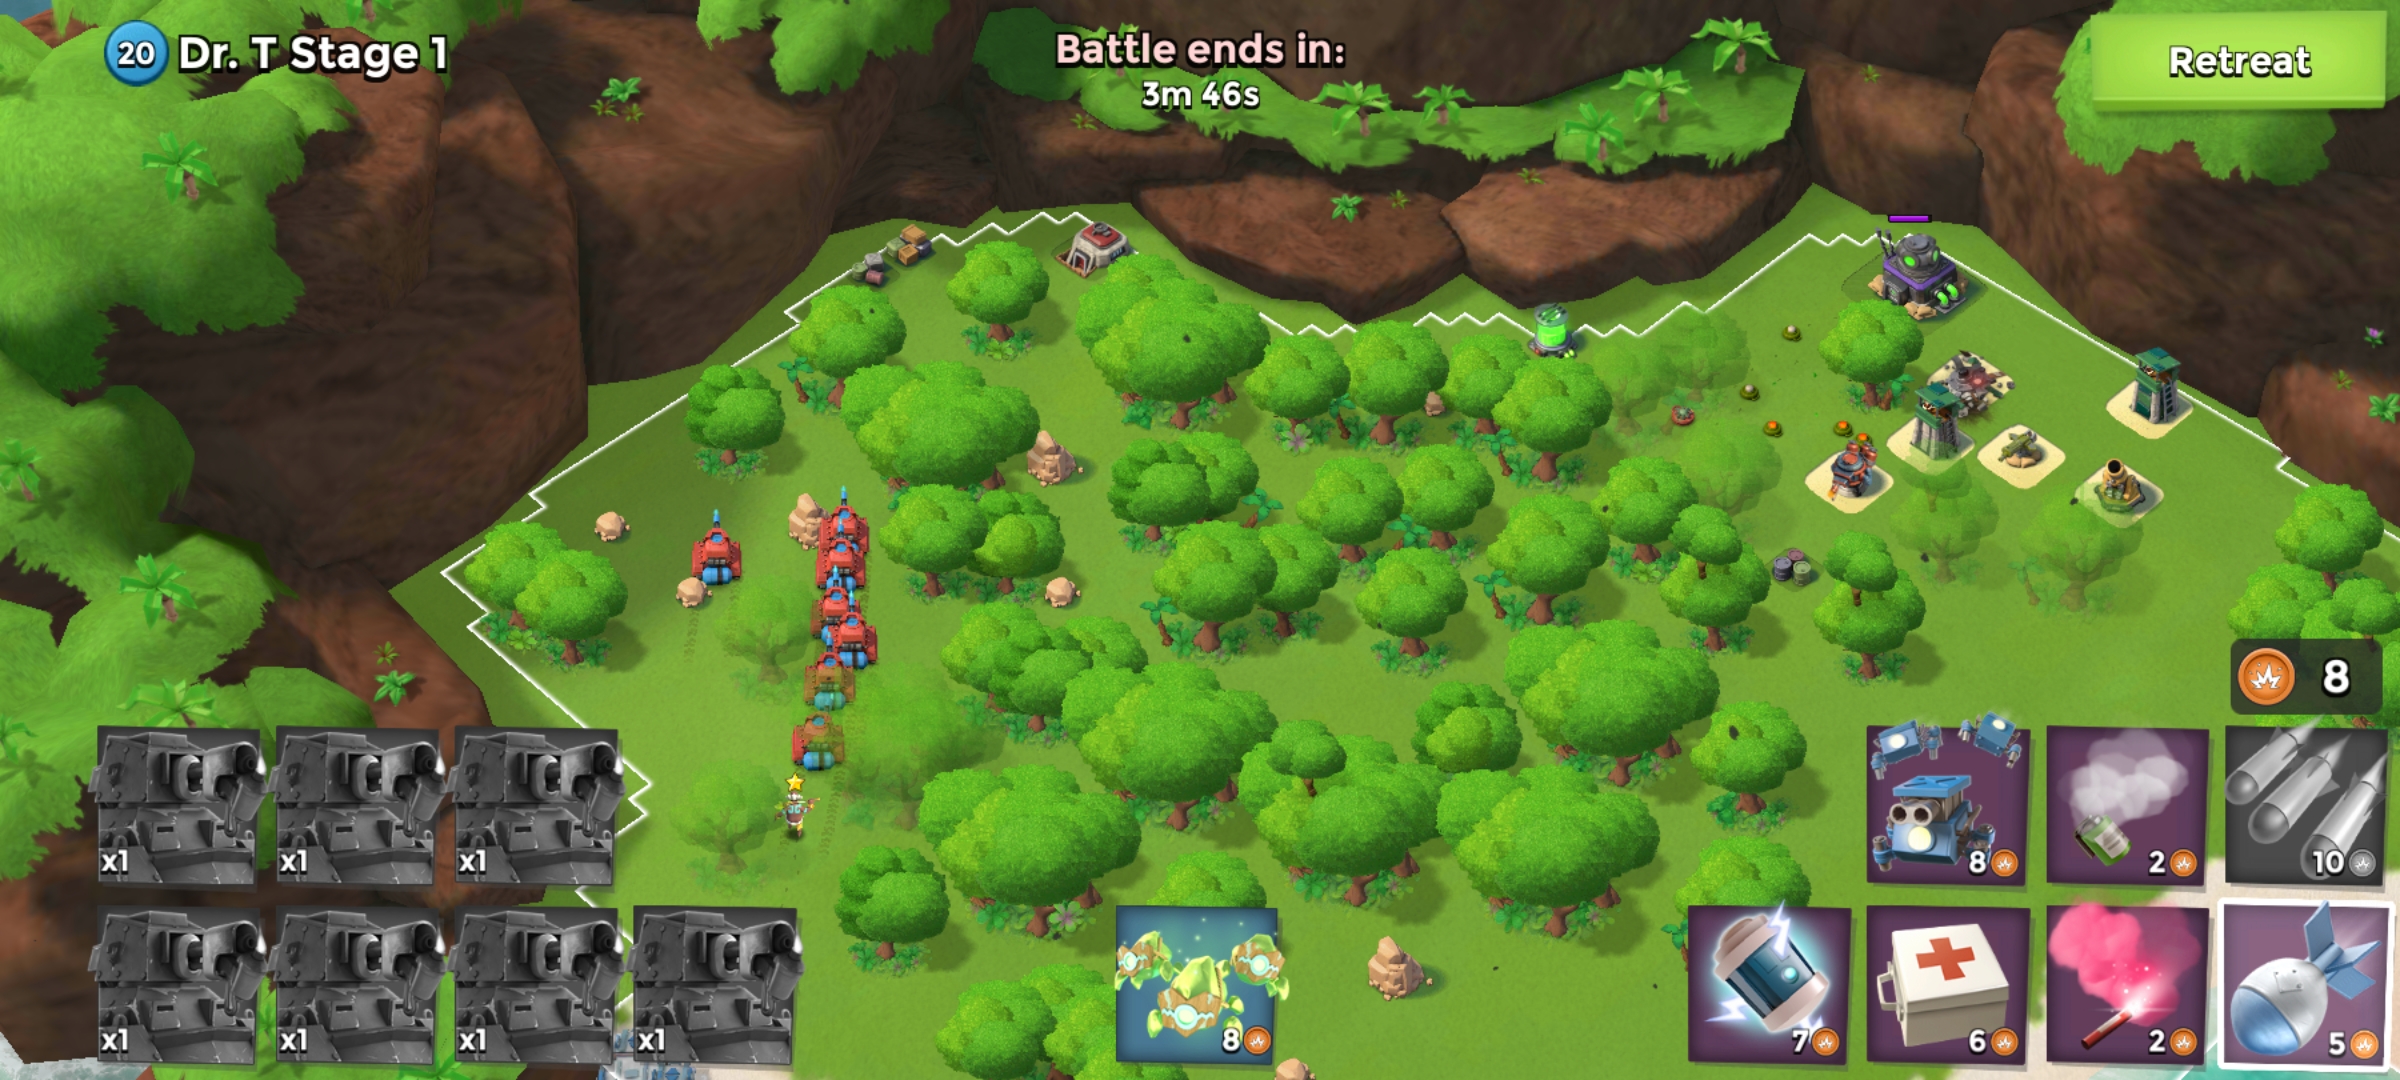 20 Dr. T Stage 1
Battle ends in:
3m 46s
Retreat
8
x1 x1 x1
8 2 10
x1 x1 x1 x1
8
7 6 2 5